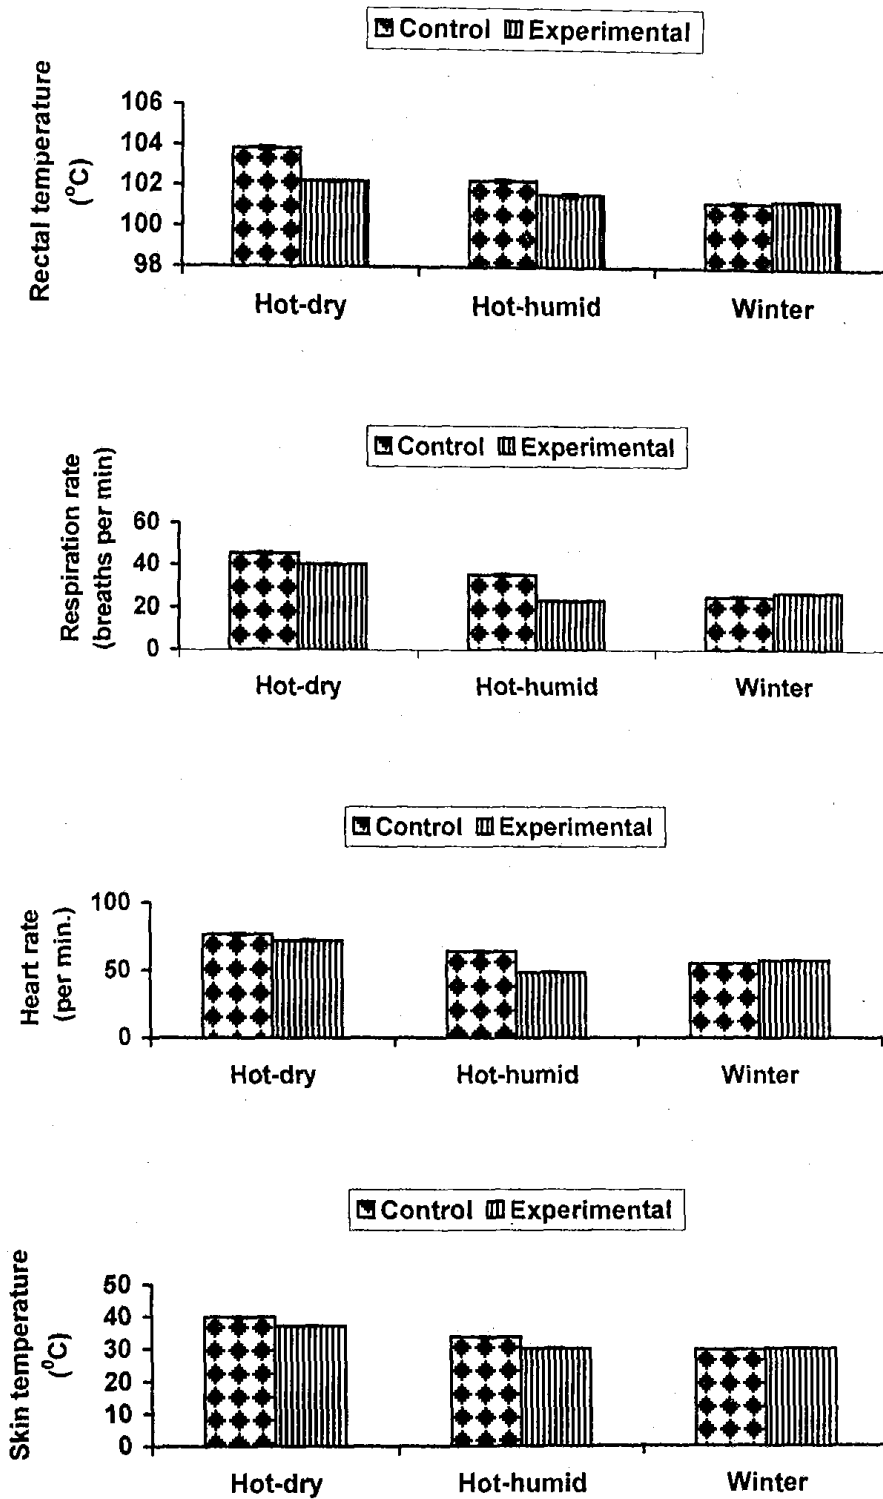 Control Experimental
Rectal temperature
(°C)
106
104
102
100
98
Hot-dry Hot-humid Winter
Control Experimental
Respiration rate
(breaths per min)
60
40
20
0
Hot-dry Hot-humid Winter
Control Experimental
Heart rate
(per min.)
100
50
0
Hot-dry Hot-humid Winter
Control Experimental
Skin temperature
(⁰C)
50
40
30
20
10
0
Hot-dry Hot-humid Winter